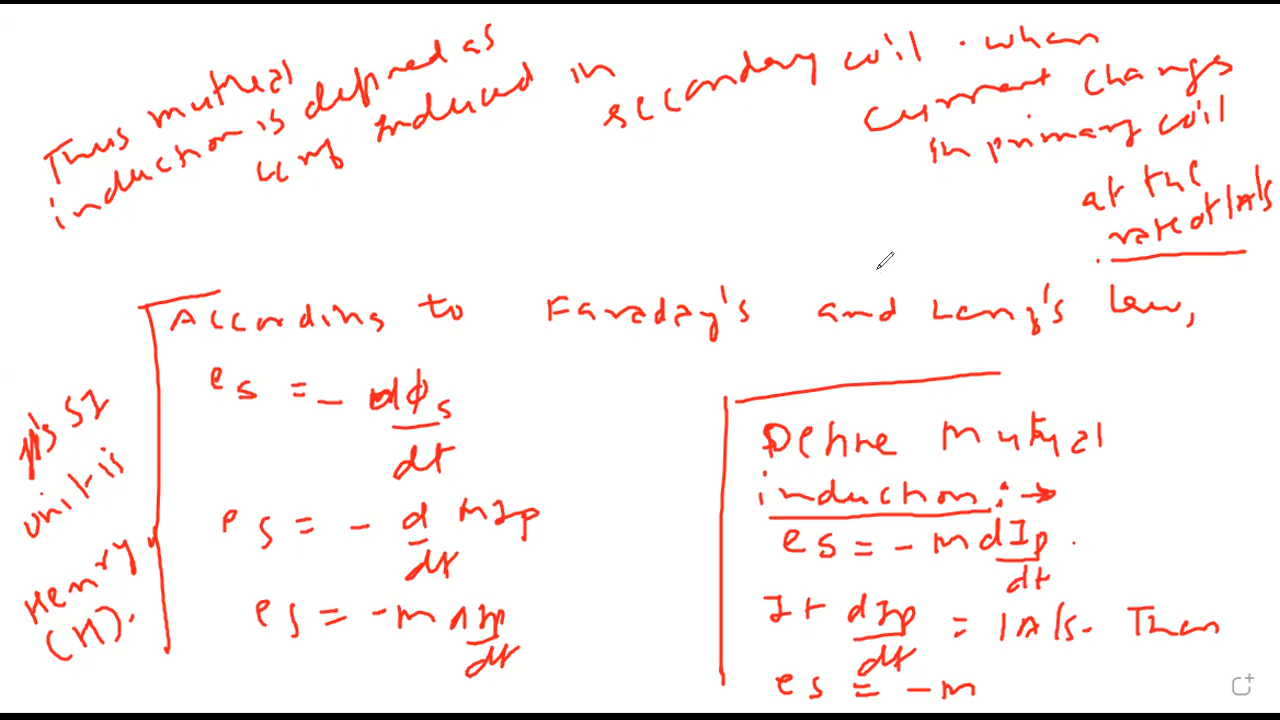 Thus mutual
induction is defined as
emf induced in
secondary coil . when
current changes
in primary coil
at the
rate of 1A/s
According to Faraday's and Lenz's law,
es = - dϕs/dt
es = - d/dt MIp
es = -M dIp/dt
It's SI
unit is
Henry
(H).
Define Mutual
induction :→
es = - M dIp/dt .
If dIp/dt = 1A/s. Then
es = -M